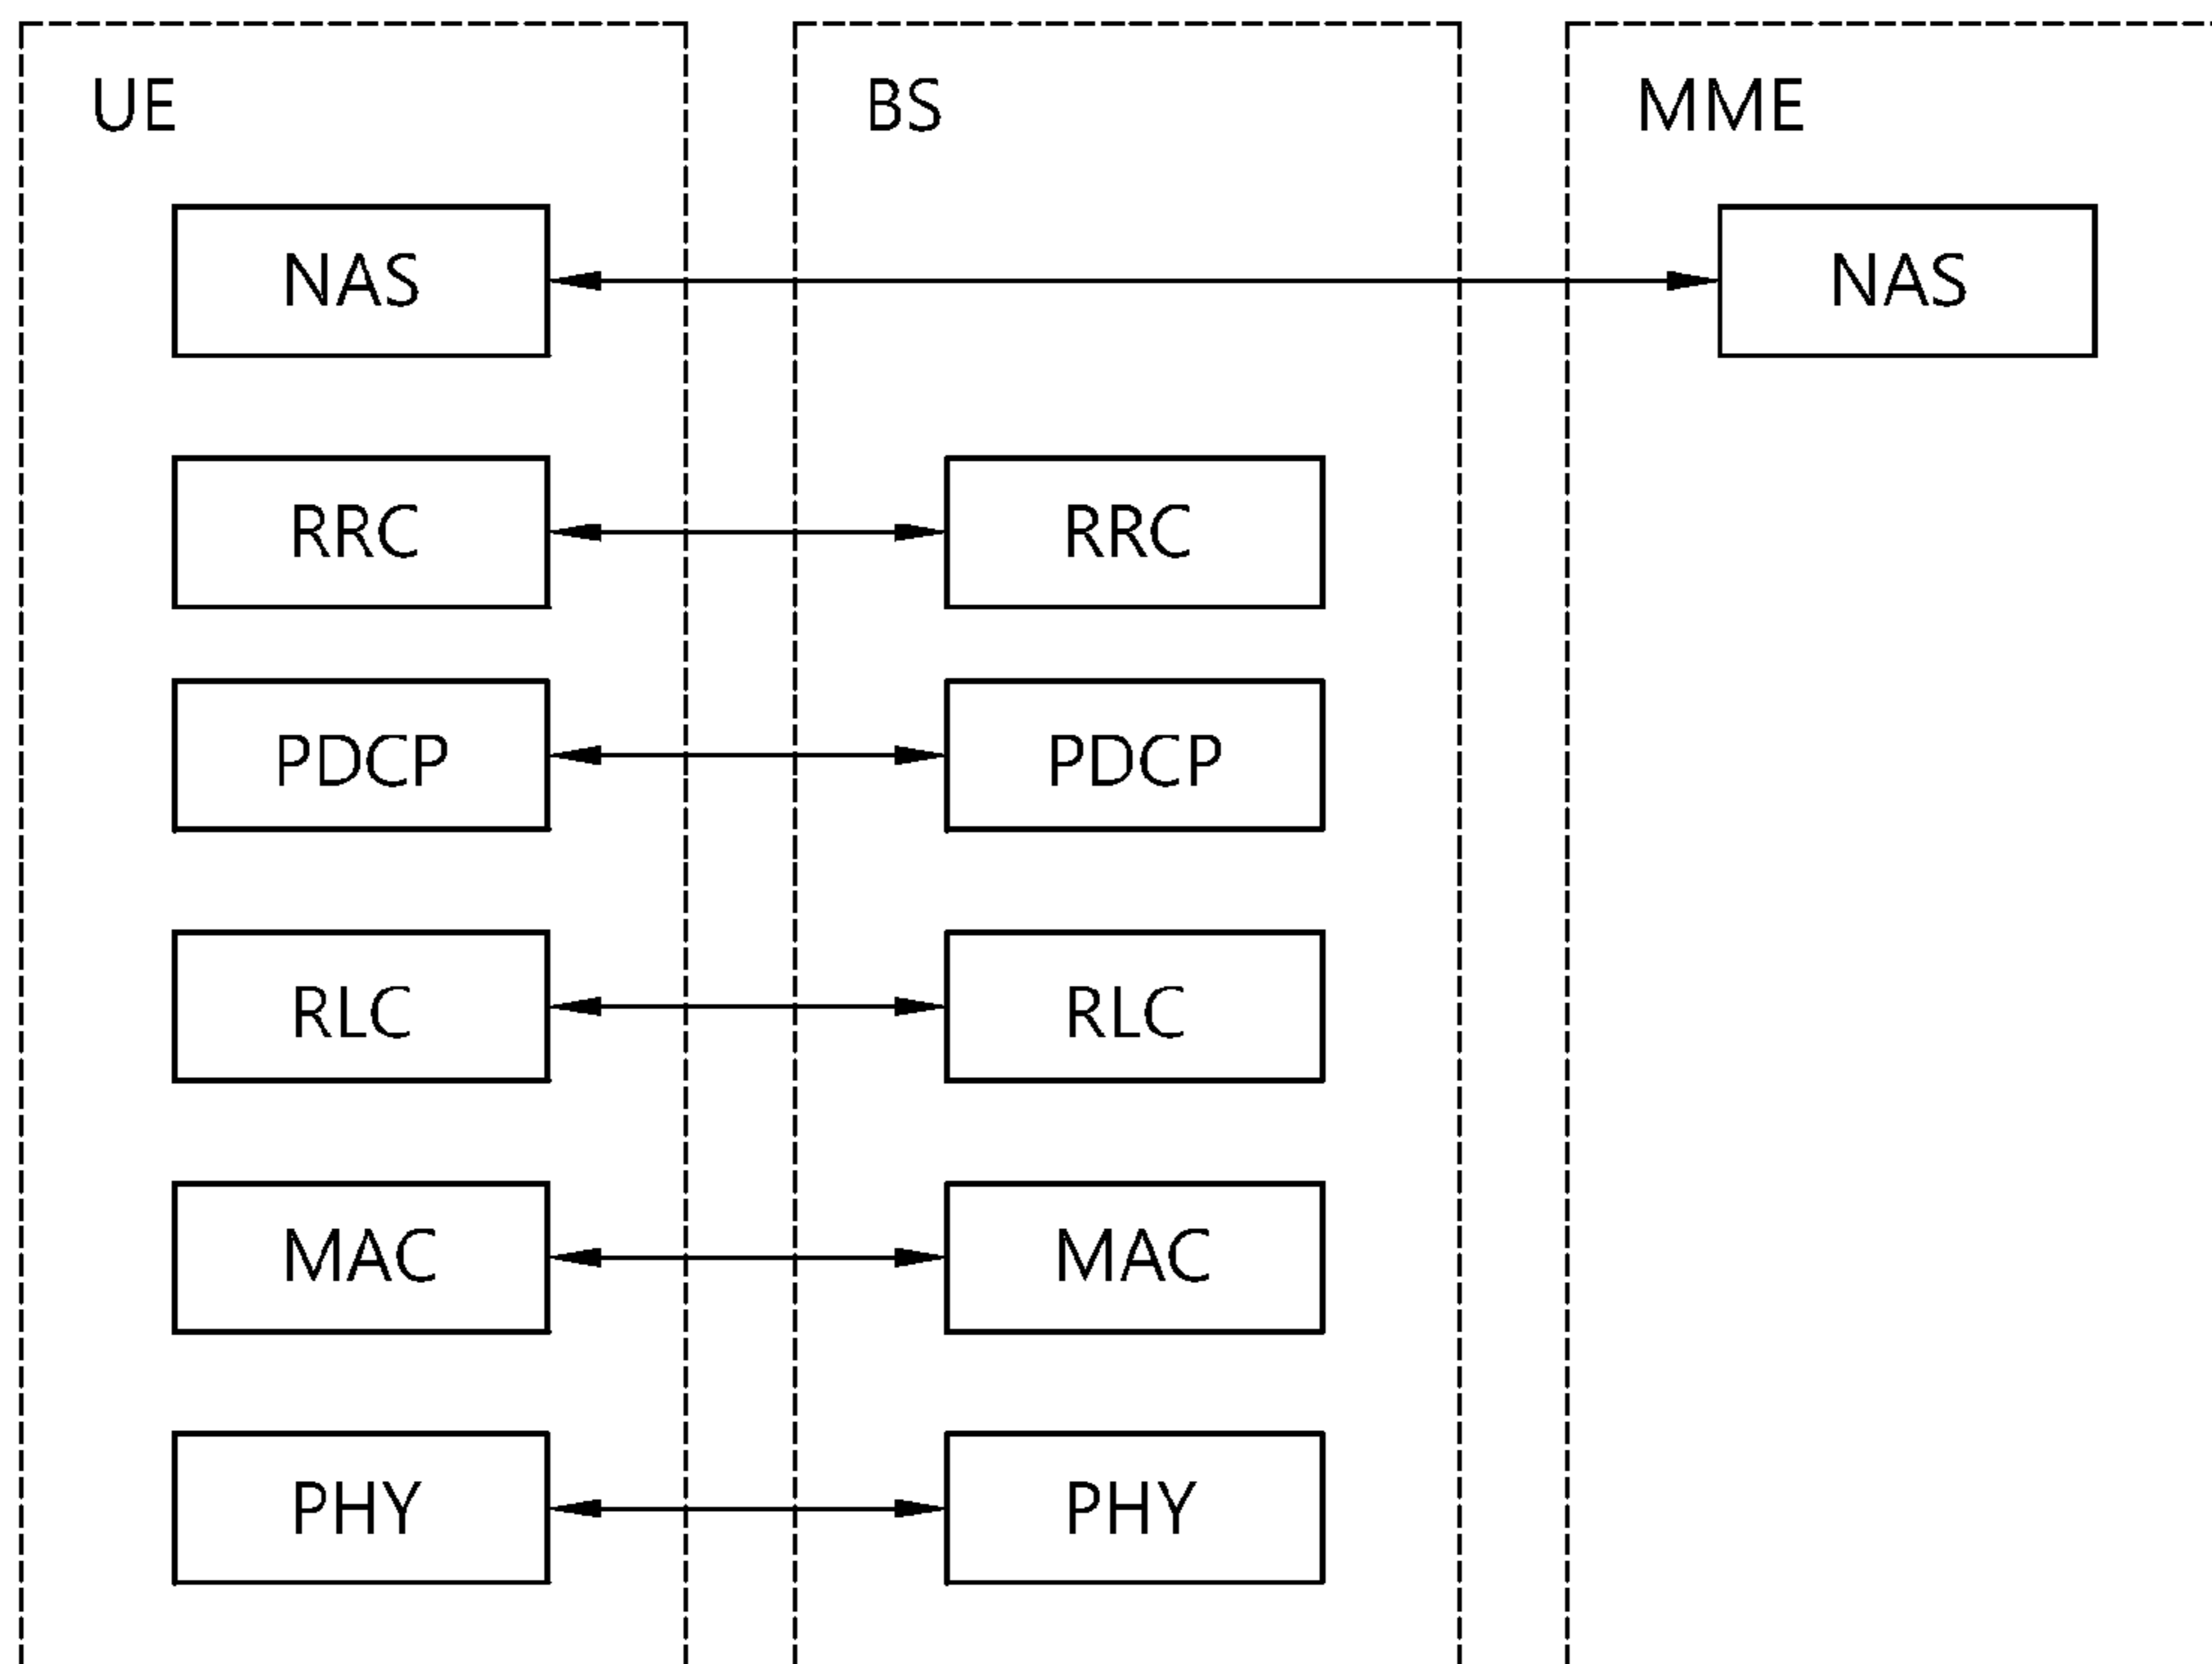 UE
BS
MME
NAS
NAS
RRC
RRC
PDCP
PDCP
RLC
RLC
MAC
MAC
PHY
PHY